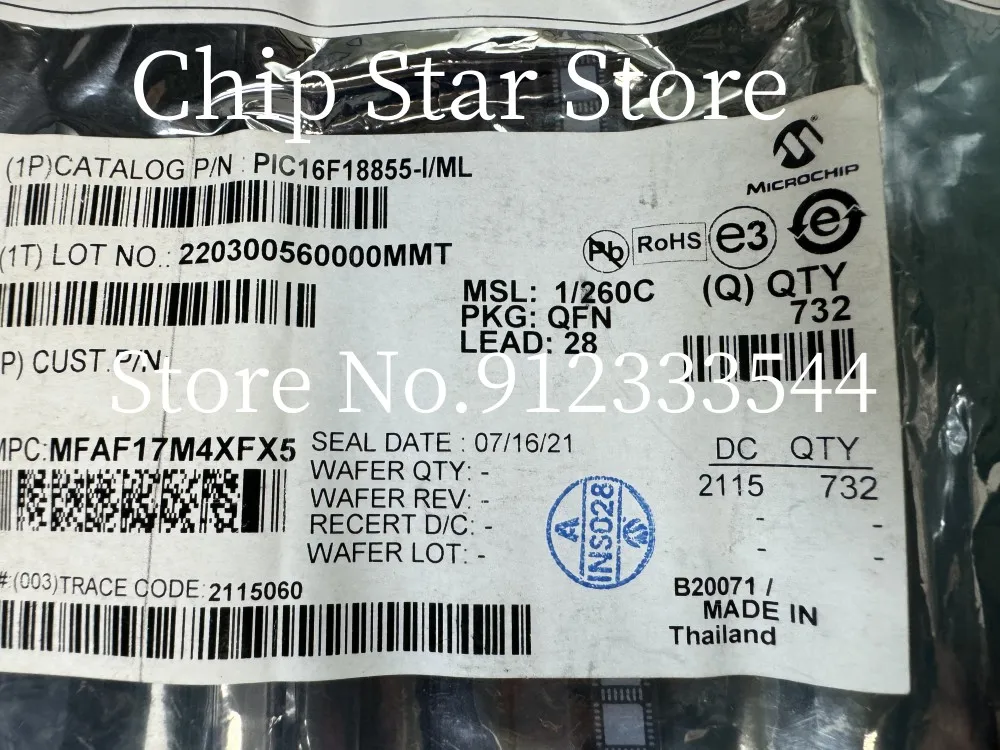 Chip Star Store
(1P)CATALOG P/N : PIC16F18855-I/ML
MICROCHIP
(1T) LOT NO.: 220300560000MMT
Pb RoHS e3 e
MSL: 1/260C (Q) QTY
PKG: QFN 732
LEAD: 28
P) CUST.P/N:
Store No.912333544
MPC:MFAF17M4XFX5 SEAL DATE : 07/16/21 DC QTY
WAFER QTY: - 2115 732
WAFER REV: - - -
RECERT D/C: - - -
WAFER LOT: -
A INS028
#:(003)TRACE CODE: 2115060
B20071 /
MADE IN
Thailand